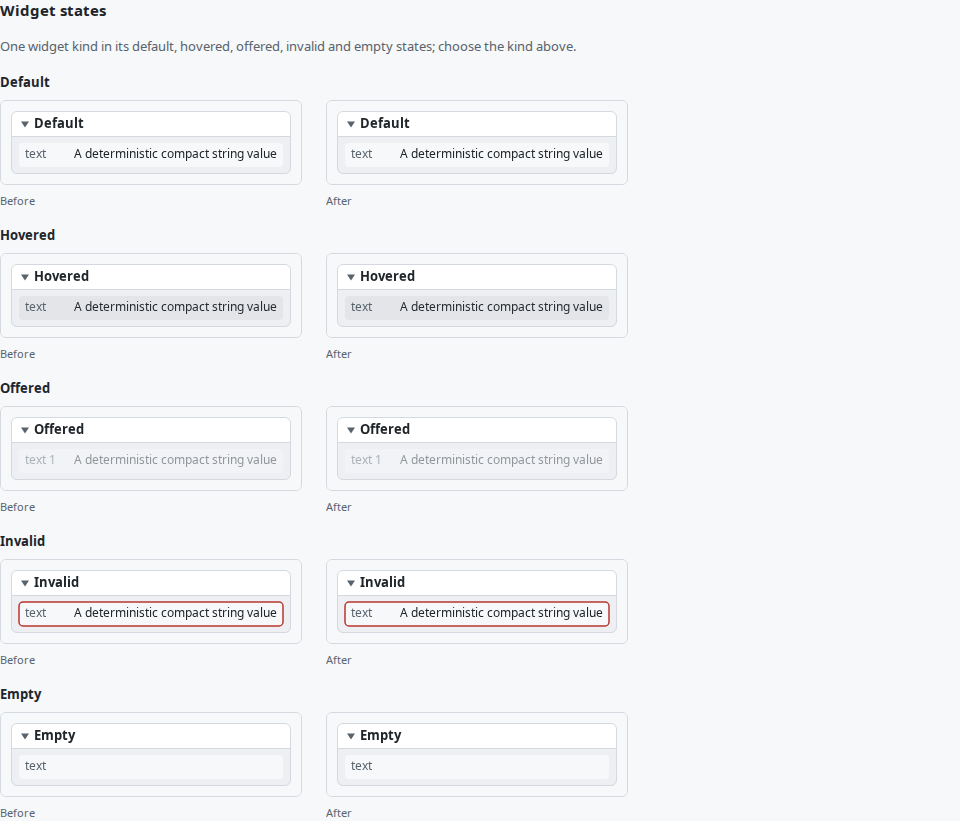 Widget states
One widget kind in its default, hovered, offered, invalid and empty states; choose the kind above.
Default
Default
text A deterministic compact string value
Before
Default
text A deterministic compact string value
After
Hovered
Hovered
text A deterministic compact string value
Before
Hovered
text A deterministic compact string value
After
Offered
Offered
text 1 A deterministic compact string value
Before
Offered
text 1 A deterministic compact string value
After
Invalid
Invalid
text A deterministic compact string value
Before
Invalid
text A deterministic compact string value
After
Empty
Empty
text
Before
Empty
text
After